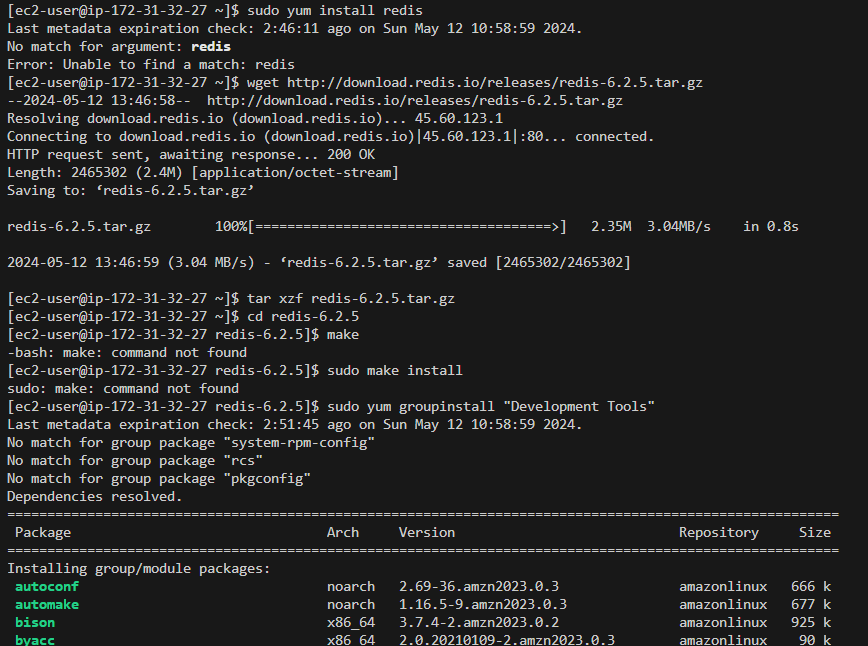 [ec2-user@ip-172-31-32-27 ~]$ sudo yum install redis
Last metadata expiration check: 2:46:11 ago on Sun May 12 10:58:59 2024.
No match for argument: redis
Error: Unable to find a match: redis
[ec2-user@ip-172-31-32-27 ~]$ wget http://download.redis.io/releases/redis-6.2.5.tar.gz
--2024-05-12 13:46:58--  http://download.redis.io/releases/redis-6.2.5.tar.gz
Resolving download.redis.io (download.redis.io)... 45.60.123.1
Connecting to download.redis.io (download.redis.io)|45.60.123.1|:80... connected.
HTTP request sent, awaiting response... 200 OK
Length: 2465302 (2.4M) [application/octet-stream]
Saving to: ‘redis-6.2.5.tar.gz’
redis-6.2.5.tar.gz        100%[=====================================>]   2.35M  3.04MB/s    in 0.8s
2024-05-12 13:46:59 (3.04 MB/s) - ‘redis-6.2.5.tar.gz’ saved [2465302/2465302]
[ec2-user@ip-172-31-32-27 ~]$ tar xzf redis-6.2.5.tar.gz
[ec2-user@ip-172-31-32-27 ~]$ cd redis-6.2.5
[ec2-user@ip-172-31-32-27 redis-6.2.5]$ make
-bash: make: command not found
[ec2-user@ip-172-31-32-27 redis-6.2.5]$ sudo make install
sudo: make: command not found
[ec2-user@ip-172-31-32-27 redis-6.2.5]$ sudo yum groupinstall "Development Tools"
Last metadata expiration check: 2:51:45 ago on Sun May 12 10:58:59 2024.
No match for group package "system-rpm-config"
No match for group package "rcs"
No match for group package "pkgconfig"
Dependencies resolved.
========================================================================================================
 Package                               Arch     Version                            Repository     Size
========================================================================================================
Installing group/module packages:
 autoconf                               noarch   2.69-36.amzn2023.0.3               amazonlinux   666 k
 automake                               noarch   1.16.5-9.amzn2023.0.3              amazonlinux   677 k
 bison                                  x86_64   3.7.4-2.amzn2023.0.2               amazonlinux   925 k
 byacc                                  x86_64   2.0.20210109-2.amzn2023.0.3        amazonlinux    90 k